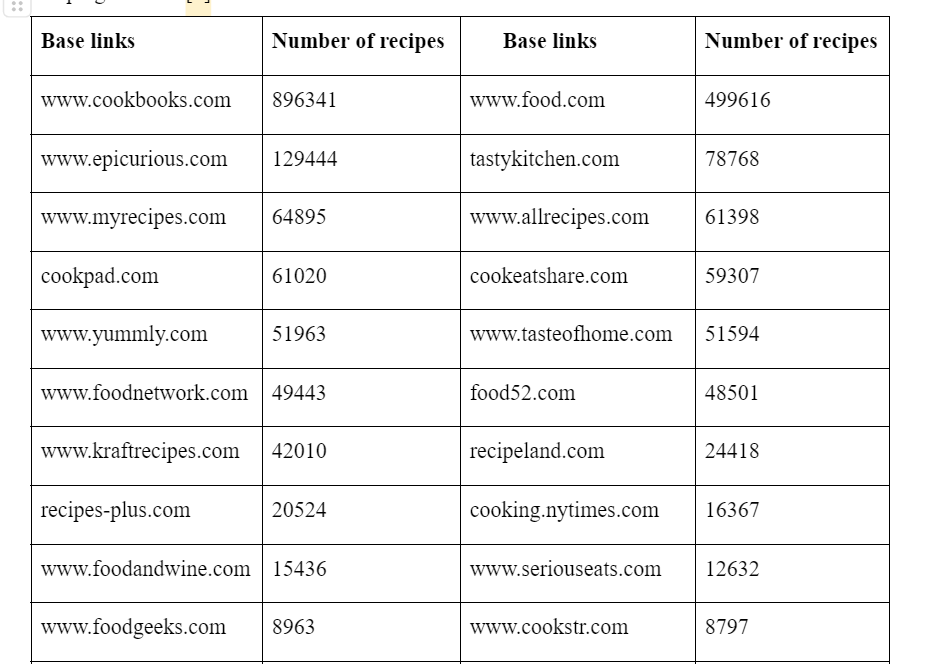 Base links Number of recipes Base links Number of recipes
www.cookbooks.com 896341 www.food.com 499616
www.epicurious.com 129444 tastykitchen.com 78768
www.myrecipes.com 64895 www.allrecipes.com 61398
cookpad.com 61020 cookeatshare.com 59307
www.yummly.com 51963 www.tasteofhome.com 51594
www.foodnetwork.com 49443 food52.com 48501
www.kraftrecipes.com 42010 recipeland.com 24418
recipes-plus.com 20524 cooking.nytimes.com 16367
www.foodandwine.com 15436 www.seriouseats.com 12632
www.foodgeeks.com 8963 www.cookstr.com 8797